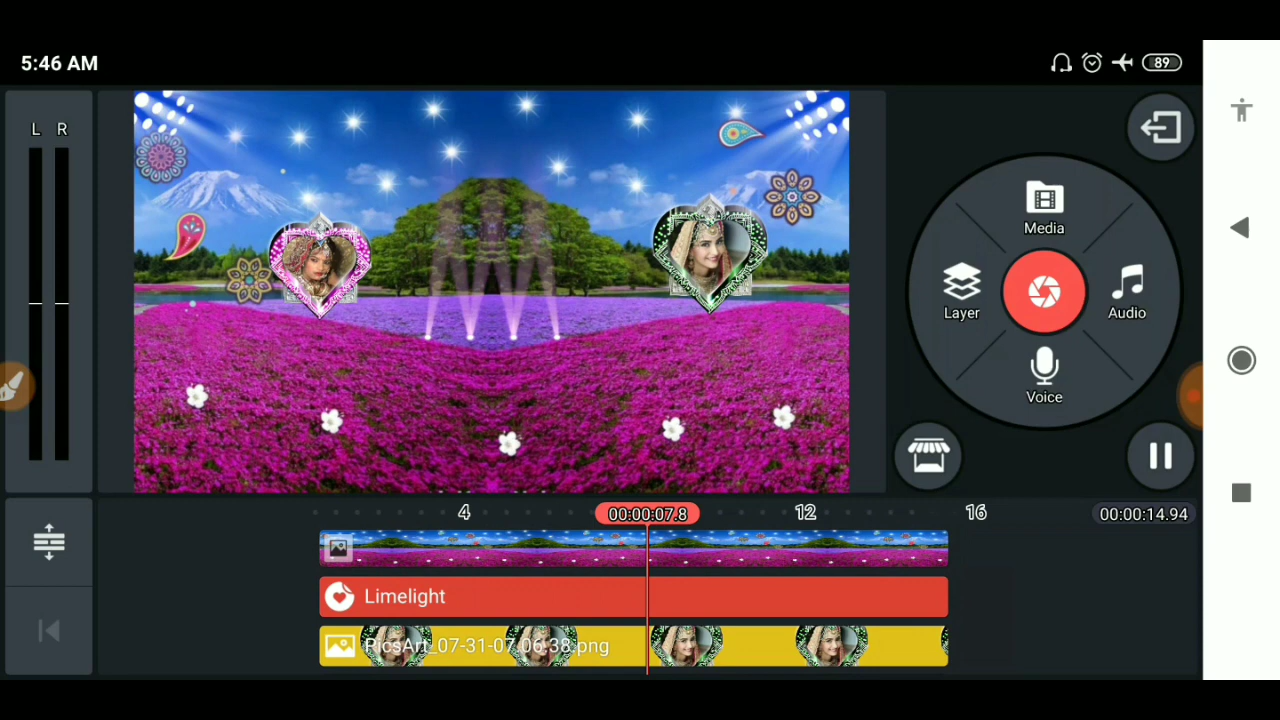 5:46 AM
89
L R
Media
Layer
Audio
Voice
4
00:00:07.8
12
16
00:00:14.94
Limelight
PicsArt_07-31-07.06.38.png